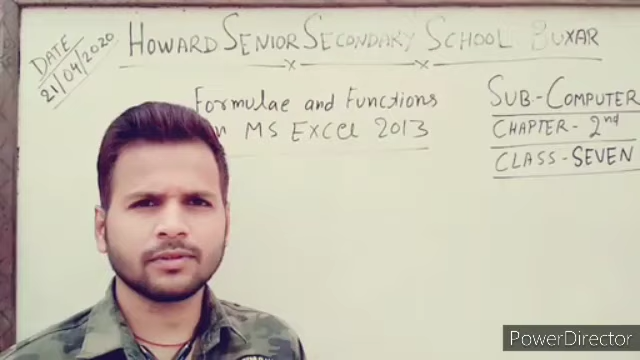 DATE
21/04/2020
HOWARD SENIOR SECONDARY SCHOOL BUXAR
Formulae and Functions
MS EXCEL 2013
SUB-COMPUTER
CHAPTER- 2nd
CLASS-SEVEN
PowerDirector